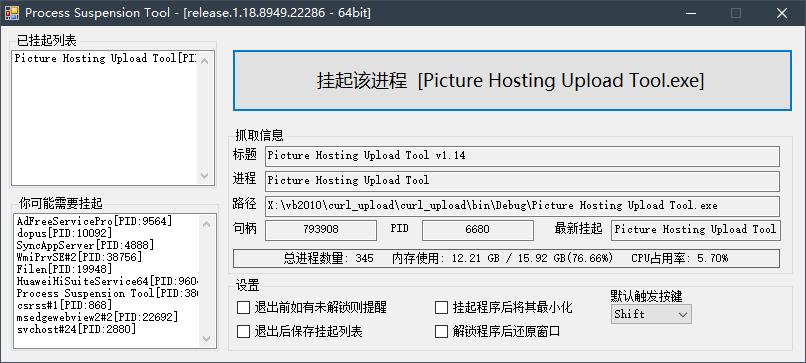 Process Suspension Tool - [release.1.18.8949.22286 - 64bit]
已挂起列表
Picture Hosting Upload Tool[PI
挂起该进程 [Picture Hosting Upload Tool.exe]
你可能需要挂起
AdFreeServicePro[PID:9564]
dopus[PID:10092]
SyncAppServer[PID:4888]
WmiPrvSE#2[PID:38756]
Filen[PID:19948]
HuaweiHiSuiteService64[PID:960
Process Suspension Tool[PID:38
csrss#1[PID:868]
msedgewebview2#2[PID:22692]
svchost#24[PID:2880]
抓取信息
标题 Picture Hosting Upload Tool v1.14
进程 Picture Hosting Upload Tool
路径 X:\vb2010\curl_upload\curl_upload\bin\Debug\Picture Hosting Upload Tool.exe
句柄 793908 PID 6680 最新挂起 Picture Hosting Upload Tool
总进程数量: 345 内存使用: 12.21 GB / 15.92 GB(76.66%) CPU占用率: 5.70%
设置
退出前如有未解锁则提醒 挂起程序后将其最小化 默认触发按键
退出后保存挂起列表 解锁程序后还原窗口 Shift